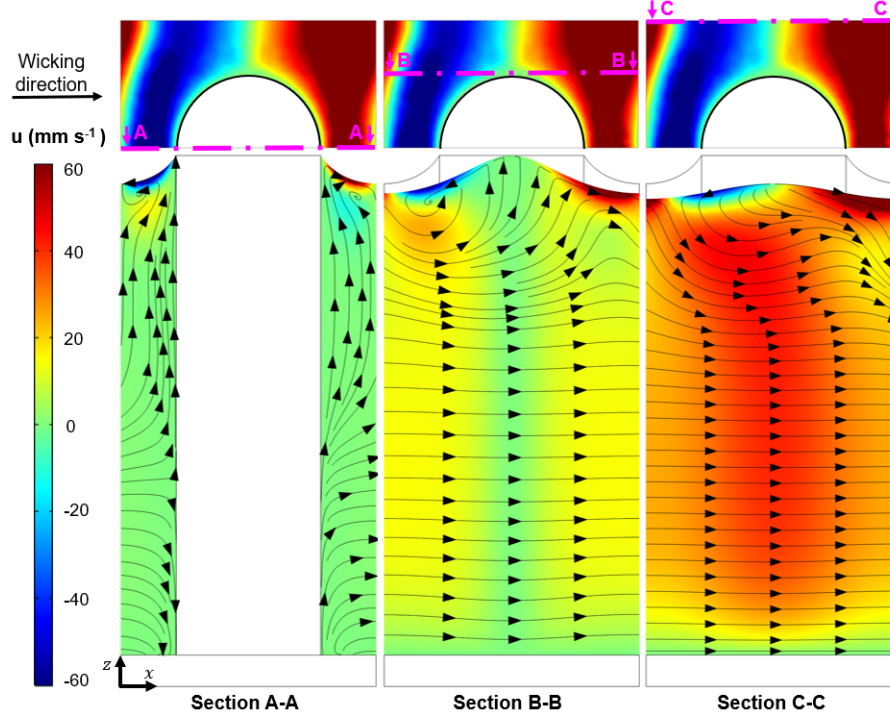 Wicking
direction
u (mm s⁻¹)
60
40
20
0
-20
-40
-60
A A
B B
C C
z
x
Section A-A
Section B-B
Section C-C